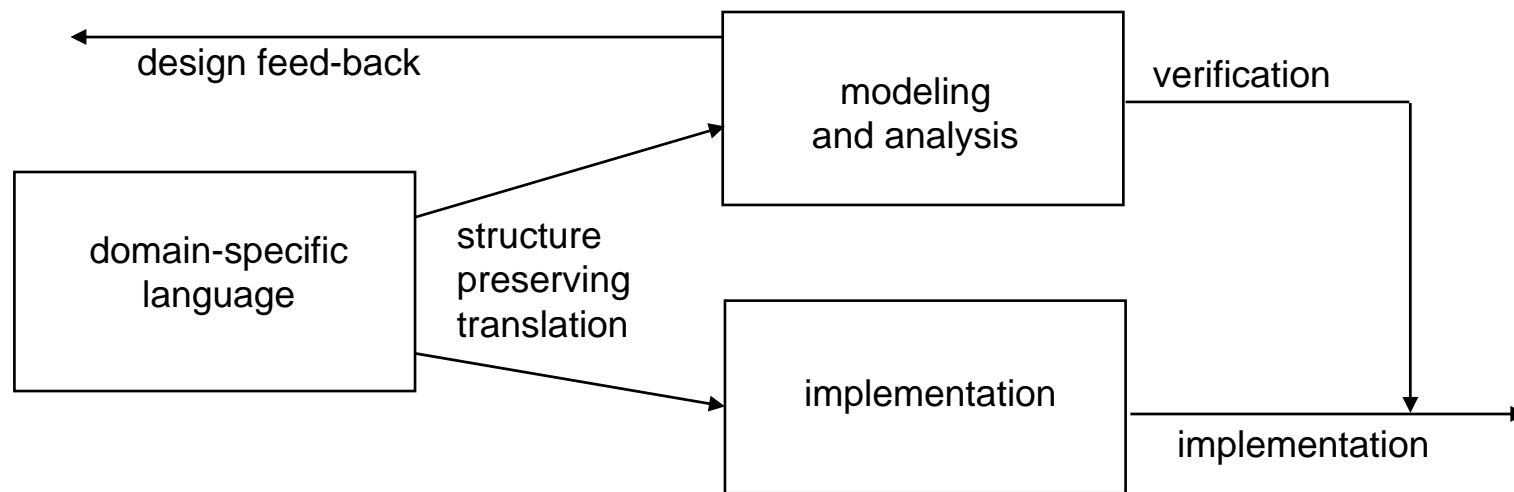 design feed-back
modeling
and analysis
verification
domain-specific
language
structure
preserving
translation
implementation
implementation